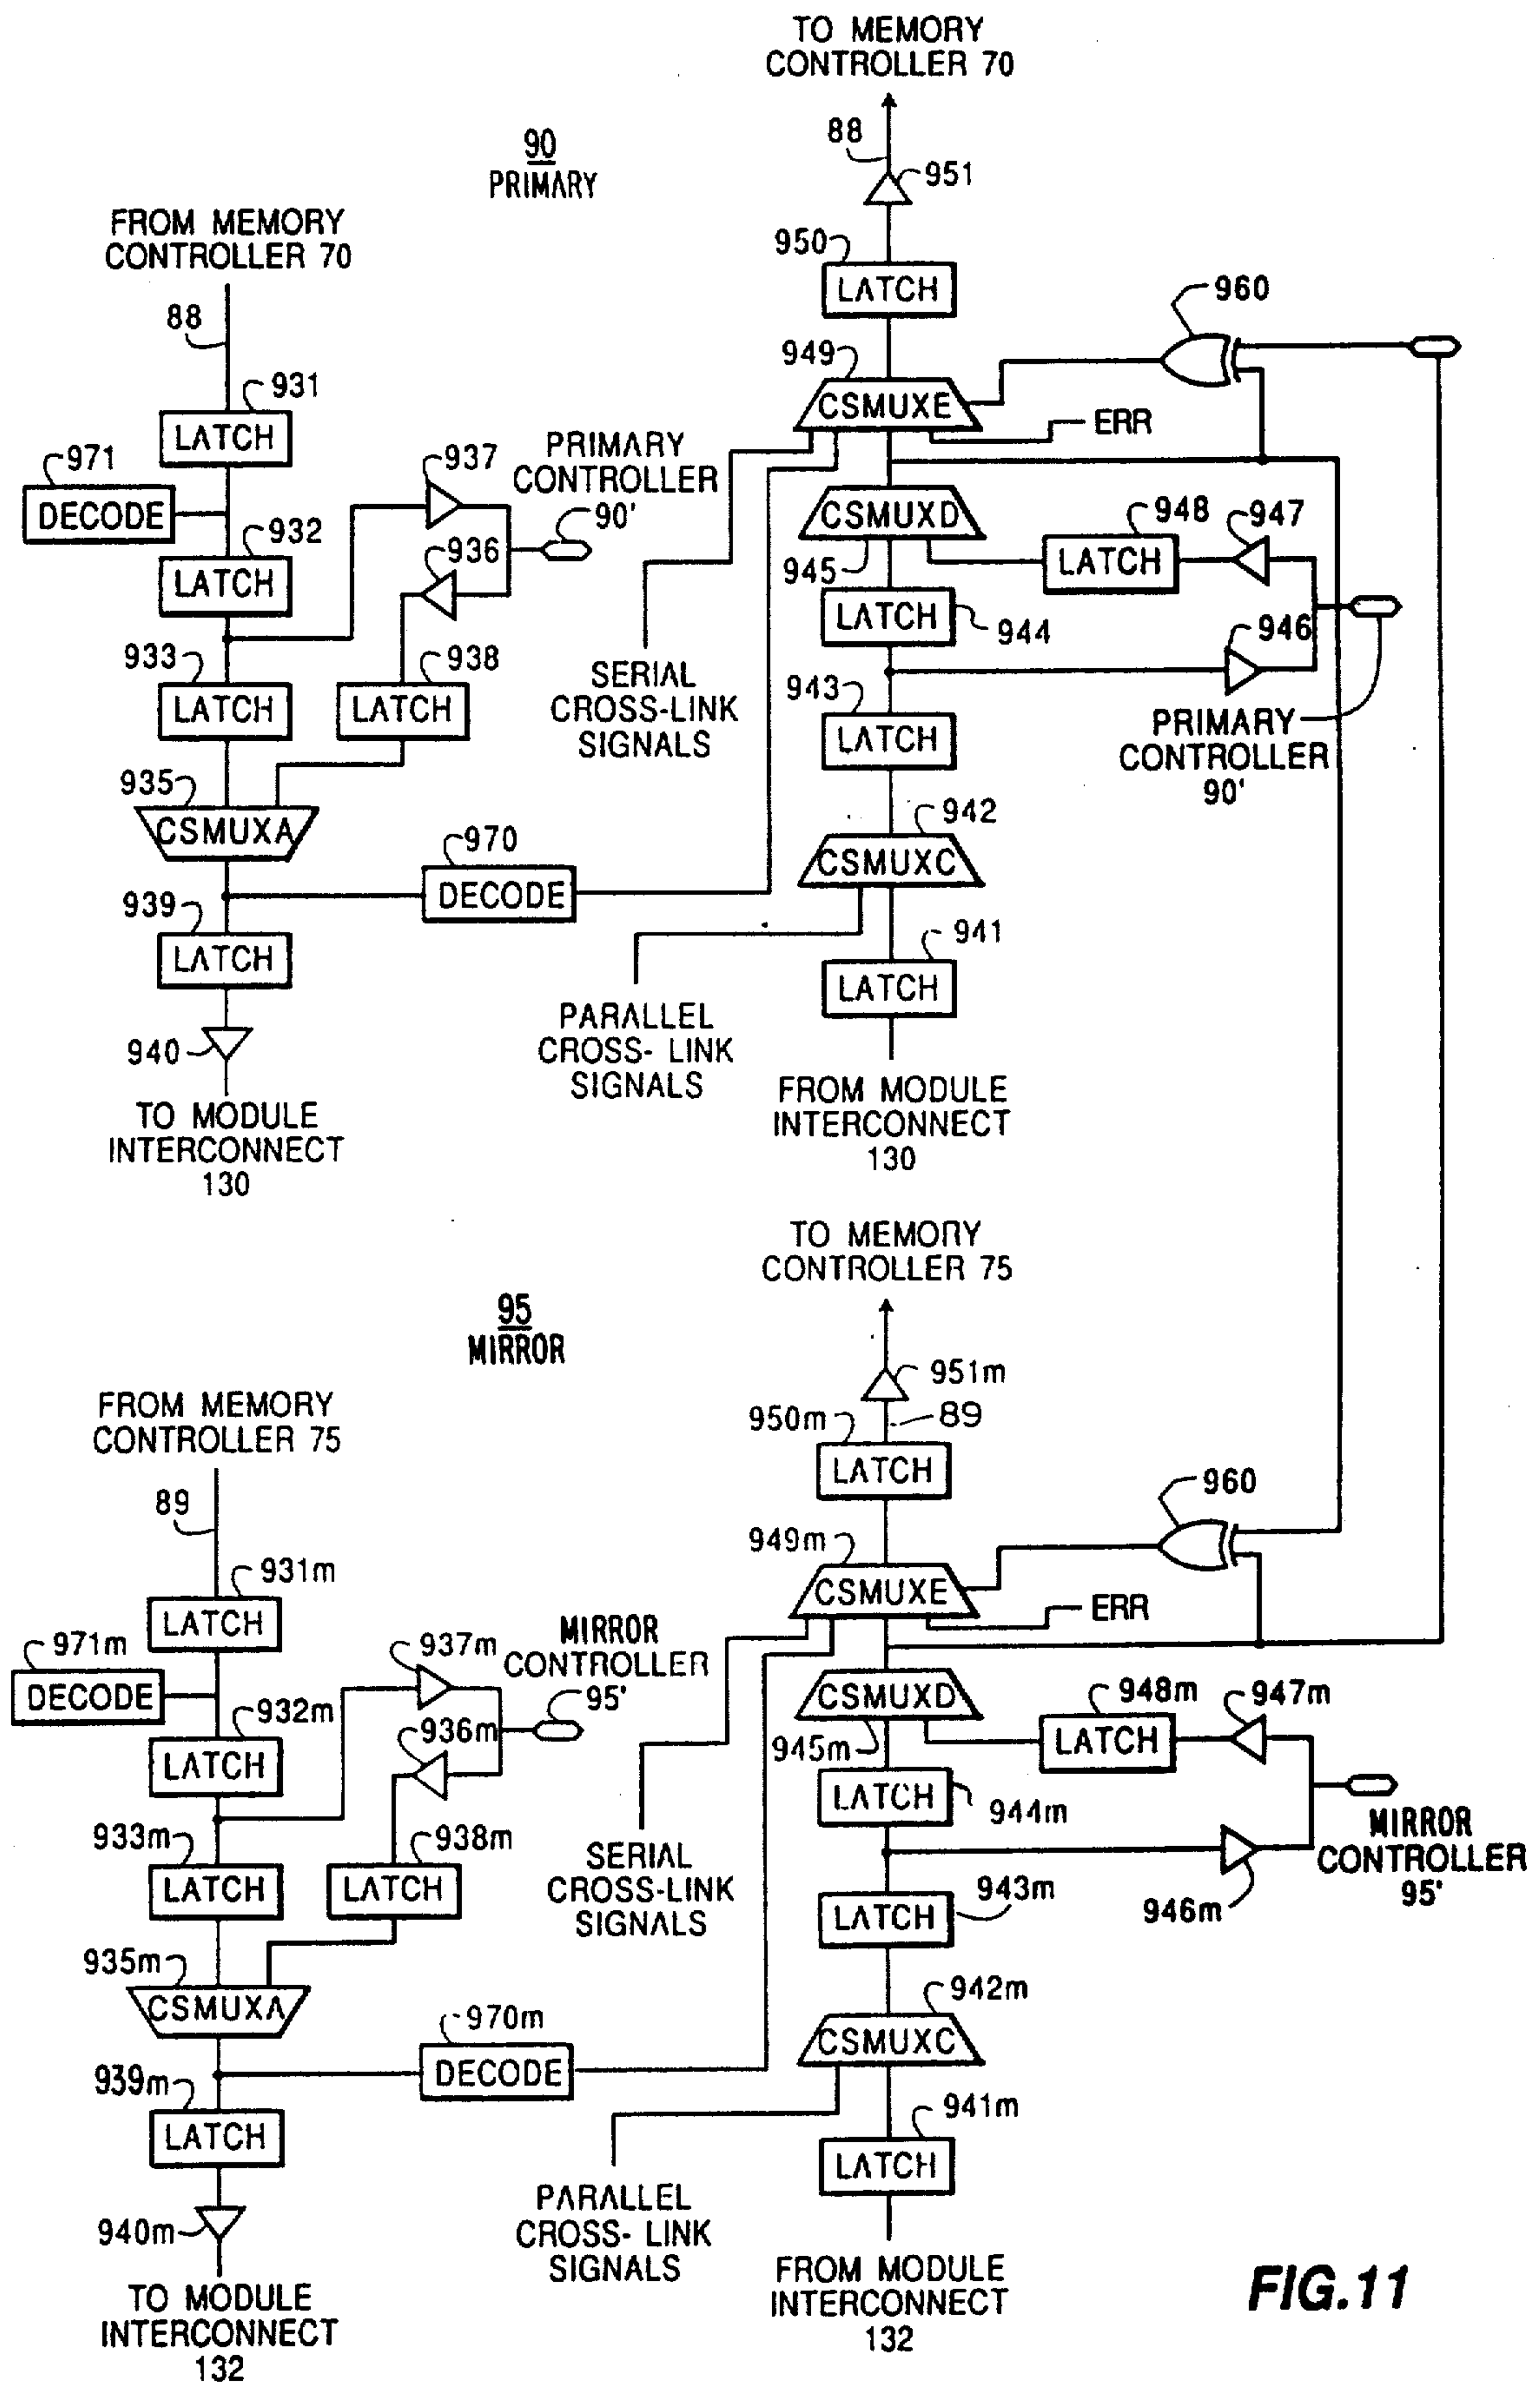 TO MEMORY
CONTROLLER 70
88
951
90
PRIMARY
FROM MEMORY
CONTROLLER 70
950
LATCH
960
88
949
931
CSMUXE
ERR
LATCH
971
937
PRIMARY
CONTROLLER
90'
DECODE
CSMUXD
948
947
932
936
LATCH
945
LATCH
LATCH
944
946
933
938
SERIAL
CROSS-LINK
SIGNALS
943
LATCH
LATCH
LATCH
PRIMARY
CONTROLLER
90'
935
942
CSMUXA
970
CSMUXC
DECODE
939
941
LATCH
LATCH
PARALLEL
CROSS- LINK
SIGNALS
940
FROM MODULE
INTERCONNECT
130
TO MODULE
INTERCONNECT
130
TO MEMORY
CONTROLLER 75
95
MIRROR
951m
FROM MEMORY
CONTROLLER 75
950m
89
LATCH
89
960
949m
931m
CSMUXE
ERR
LATCH
971m
937m
MIRROR
CONTROLLER
95'
DECODE
CSMUXD
948m
947m
932m
936m
945m
LATCH
LATCH
LATCH
944m
933m
938m
SERIAL
CROSS-LINK
SIGNALS
MIRROR
CONTROLLER
95'
LATCH
LATCH
943m
LATCH
946m
935m
942m
CSMUXA
970m
CSMUXC
DECODE
939m
941m
LATCH
LATCH
PARALLEL
CROSS- LINK
SIGNALS
940m
FROM MODULE
INTERCONNECT
132
TO MODULE
INTERCONNECT
132
FIG.11